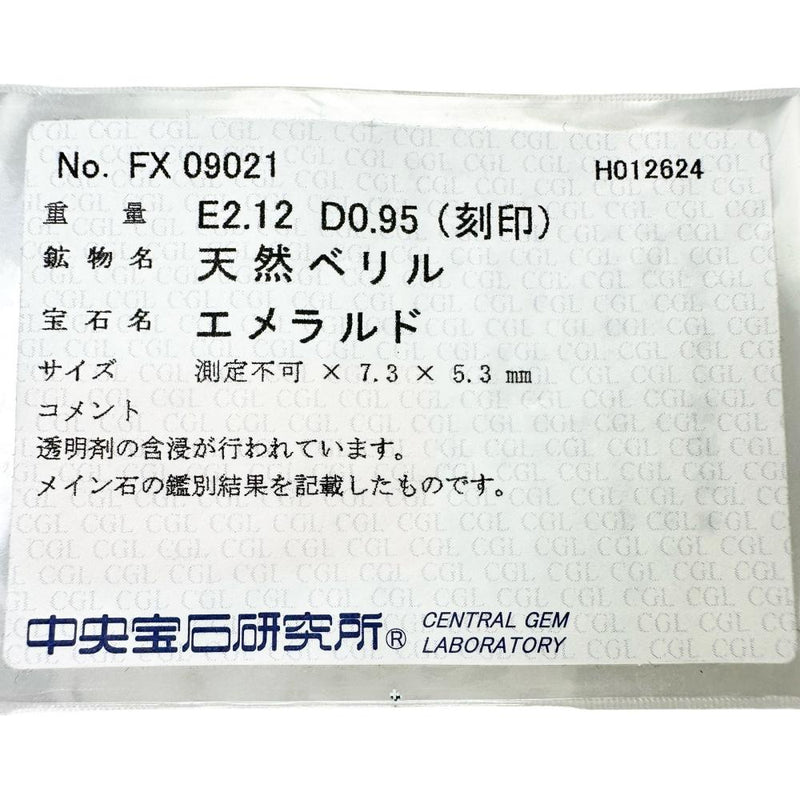 No. FX 09021 H012624
重量 E2.12 D0.95 (刻印)
鉱物名 天然ベリル
宝石名 エメラルド
サイズ 測定不可 × 7.3 × 5.3 mm
コメント
透明剤の含浸が行われています。
メイン石の鑑別結果を記載したものです。
中央宝石研究所® CENTRAL GEM
LABORATORY